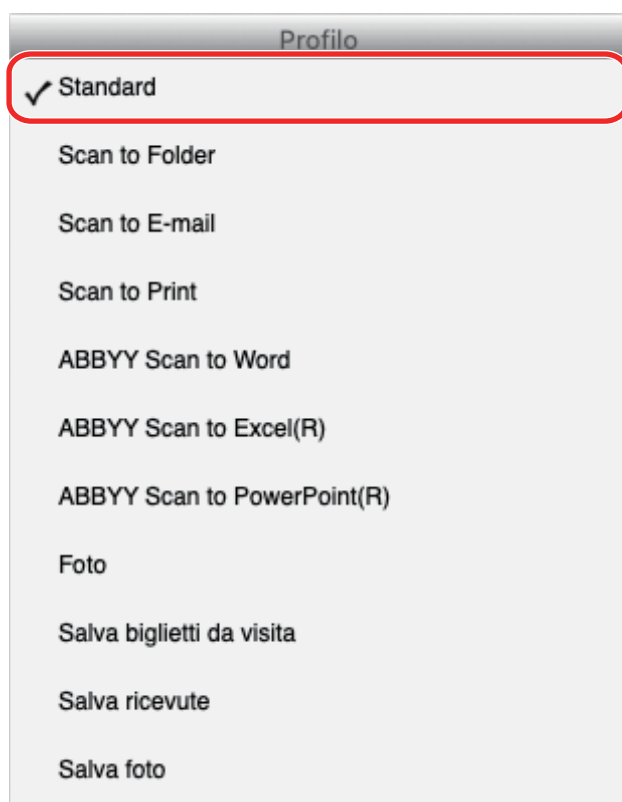 Profilo
Standard
Scan to Folder
Scan to E-mail
Scan to Print
ABBYY Scan to Word
ABBYY Scan to Excel(R)
ABBYY Scan to PowerPoint(R)
Foto
Salva biglietti da visita
Salva ricevute
Salva foto